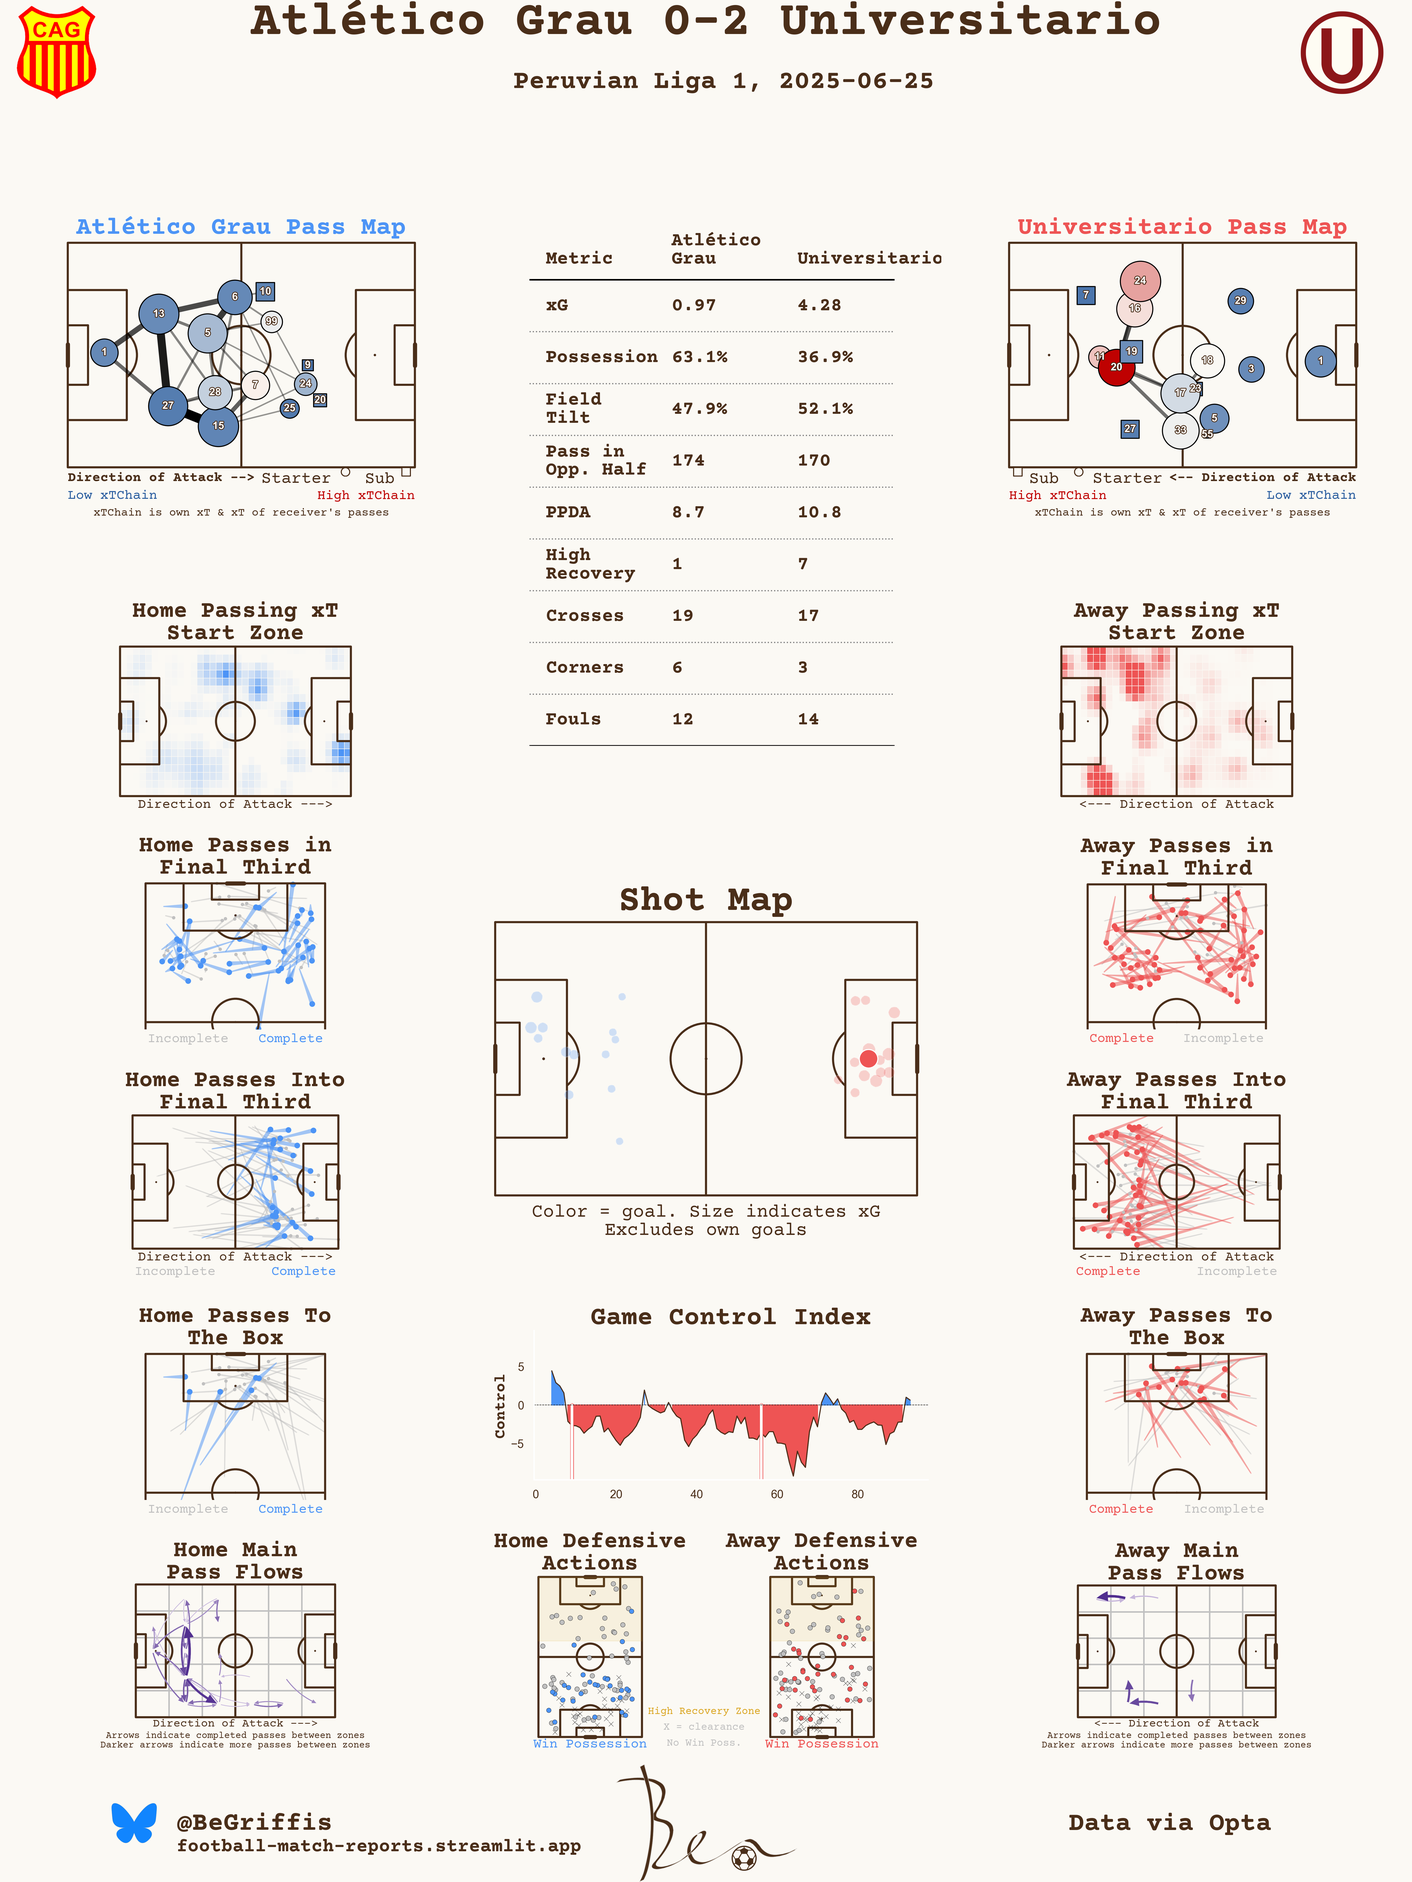 Atlético Grau 0-2 Universitario
CAG
U
Peruvian Liga 1, 2025-06-25
Atlético Grau Pass Map
10
6
13
99
5
1
9
7
24
28
20
27
25
15
Direction of Attack --> Starter Sub
Low xTChain High xTChain
xTChain is own xT & xT of receiver's passes
Metric Atlético Grau Universitario
xG 0.97 4.28
Possession 63.1% 36.9%
Field Tilt 47.9% 52.1%
Pass in Opp. Half 174 170
PPDA 8.7 10.8
High Recovery 1 7
Crosses 19 17
Corners 6 3
Fouls 12 14
Universitario Pass Map
24
7
29
16
19
11
18
1
20
3
23
17
5
27
33
55
Sub Starter <-- Direction of Attack
High xTChain Low xTChain
xTChain is own xT & xT of receiver's passes
Home Passing xT
Start Zone
Direction of Attack --->
Away Passing xT
Start Zone
<--- Direction of Attack
Home Passes in
Final Third
Incomplete Complete
Away Passes in
Final Third
Complete Incomplete
Shot Map
Color = goal. Size indicates xG
Excludes own goals
Home Passes Into
Final Third
Direction of Attack --->
Incomplete Complete
Away Passes Into
Final Third
<--- Direction of Attack
Complete Incomplete
Home Passes To
The Box
Incomplete Complete
Game Control Index
Control
5
0
−5
0 20 40 60 80
Away Passes To
The Box
Complete Incomplete
Home Main
Pass Flows
Direction of Attack --->
Arrows indicate completed passes between zones
Darker arrows indicate more passes between zones
Home Defensive
Actions
Win Possession
Away Defensive
Actions
Win Possession
High Recovery Zone
X = clearance
No Win Poss.
Away Main
Pass Flows
<--- Direction of Attack
Arrows indicate completed passes between zones
Darker arrows indicate more passes between zones
@BeGriffis
football-match-reports.streamlit.app
Ben
Data via Opta